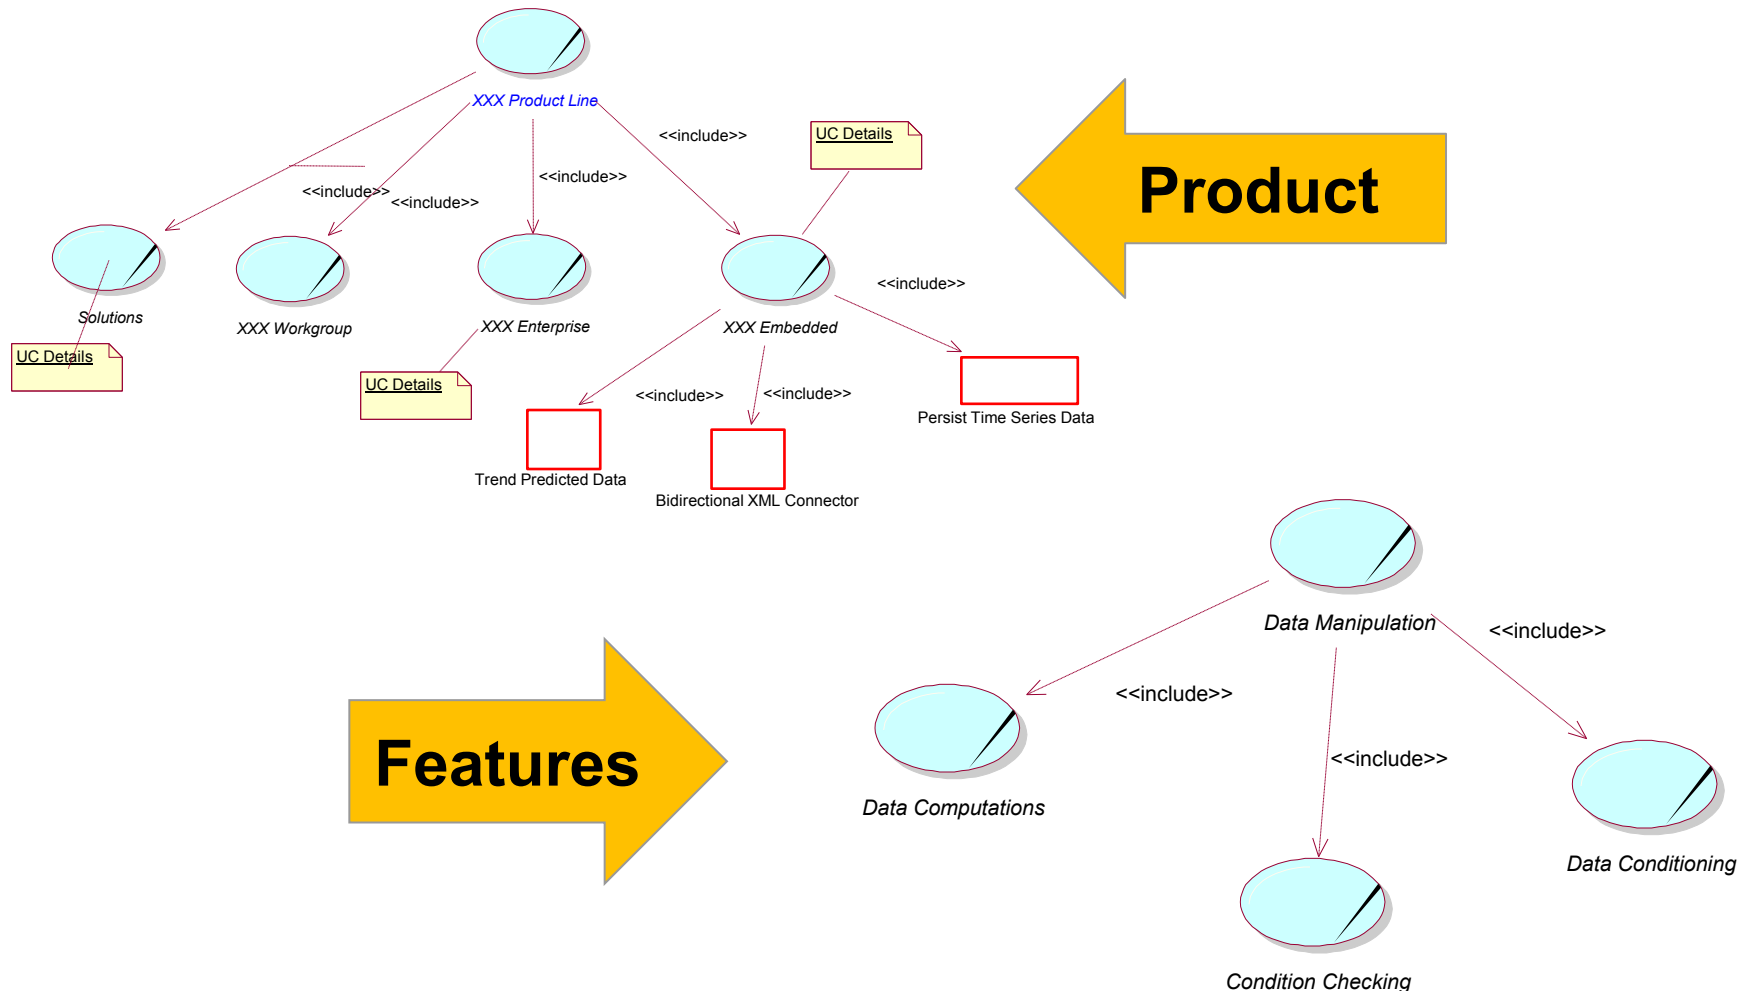 XXX Product Line
<<include>>
UC Details
<<include>>
<<include>>
<<include>>
Product
Solutions
XXX Workgroup
XXX Enterprise
XXX Embedded
<<include>>
UC Details
UC Details
<<include>>
<<include>>
Persist Time Series Data
Trend Predicted Data
Bidirectional XML Connector
Data Manipulation
<<include>>
<<include>>
<<include>>
Features
Data Computations
Data Conditioning
Condition Checking